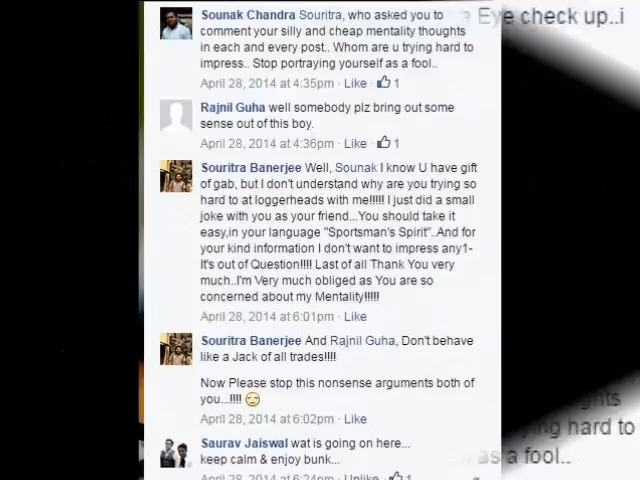 Sounak Chandra Souritra, who asked you to
comment your silly and cheap mentality thoughts
in each and every post.. Whom are u trying hard to
impress.. Stop portraying yourself as a fool..
April 28, 2014 at 4:35pm · Like · 1
Rajnil Guha well somebody plz bring out some
sense out of this boy.
April 28, 2014 at 4:36pm · Like · 1
Souritra Banerjee Well, Sounak I know U have gift
of gab, but I don't understand why are you trying so
hard to at loggerheads with me!!!!! I just did a small
joke with you as your friend...You should take it
easy,in your language "Sportsman's Spirit"..And for
your kind information I don't want to impress any1-
It's out of Question!!!! Last of all Thank You very
much..I'm Very much obliged as You are so
concerned about my Mentality!!!!!
April 28, 2014 at 6:01pm · Like
Souritra Banerjee And Rajnil Guha, Don't behave
like a Jack of all trades!!!!
Now Please stop this nonsense arguments both of
you...!!!!
April 28, 2014 at 6:02pm · Like
Saurav Jaiswal wat is going on here...
keep calm & enjoy bunk...
April 28, 2014 at 6:24pm · Unlike · 1
Eye check up..i
ying hard to
as a fool..